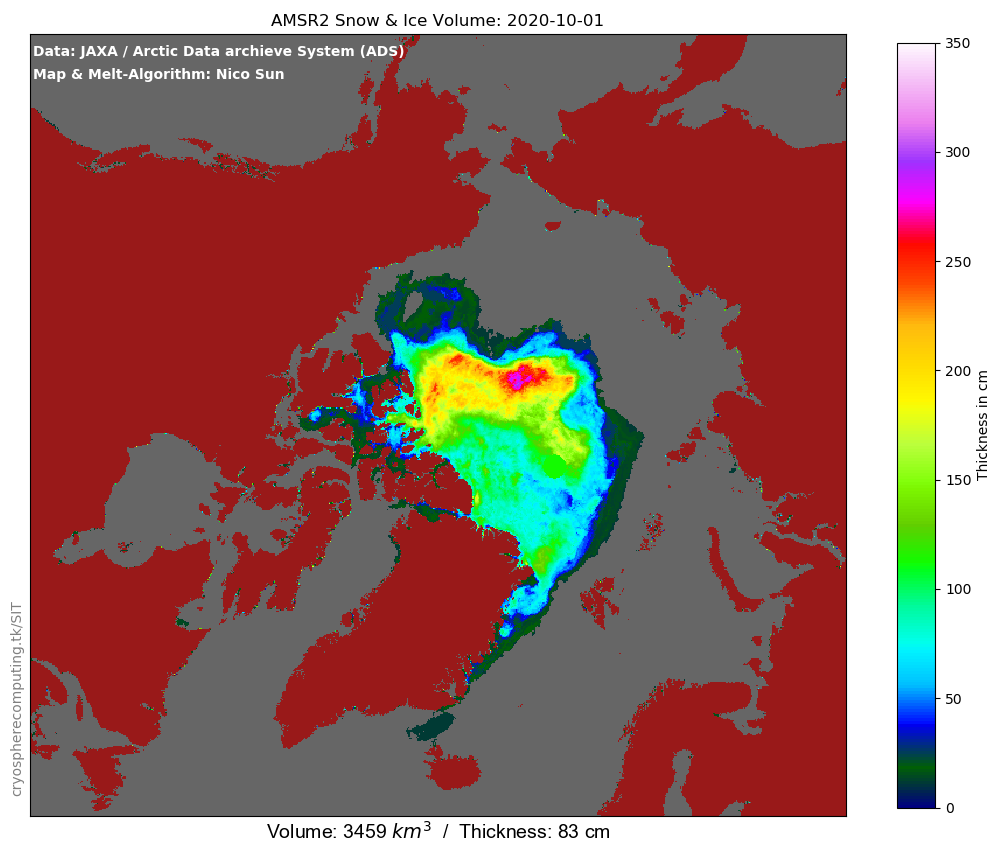 AMSR2 Snow & Ice Volume: 2020-10-01
Data: JAXA / Arctic Data archieve System (ADS)
Map & Melt-Algorithm: Nico Sun
350
300
250
200
150
100
50
0
Thickness in cm
cryospherecomputing.tk/SIT
Volume: 3459 km³ / Thickness: 83 cm